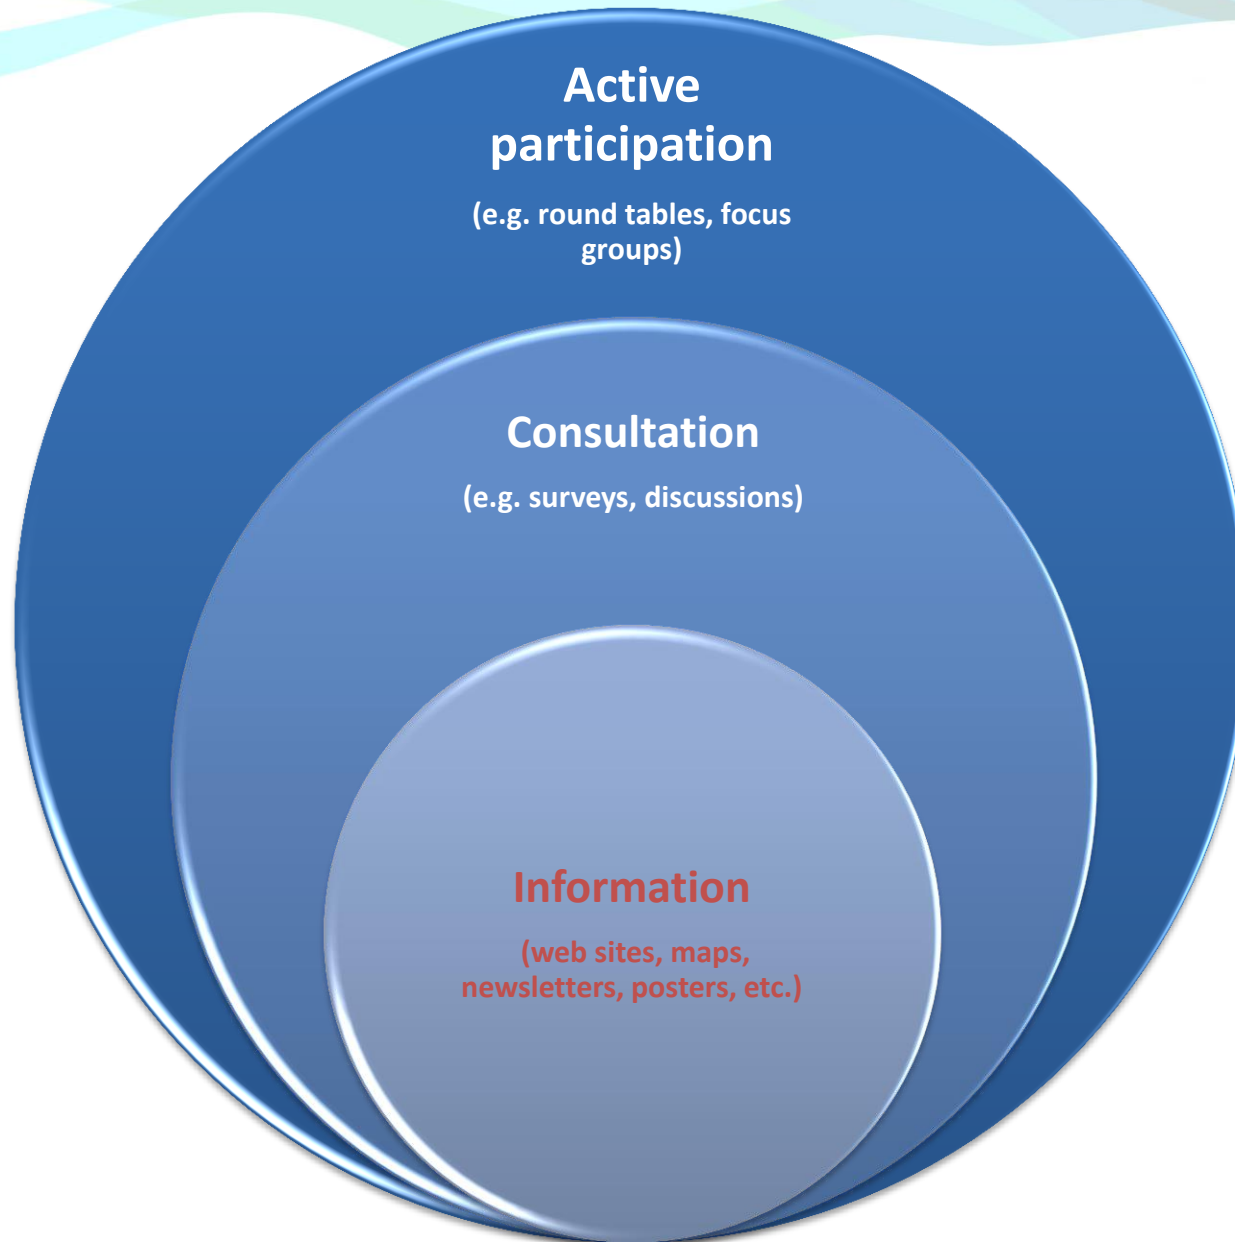 Active
participation
(e.g. round tables, focus
groups)
Consultation
(e.g. surveys, discussions)
Information
(web sites, maps,
newsletters, posters, etc.)